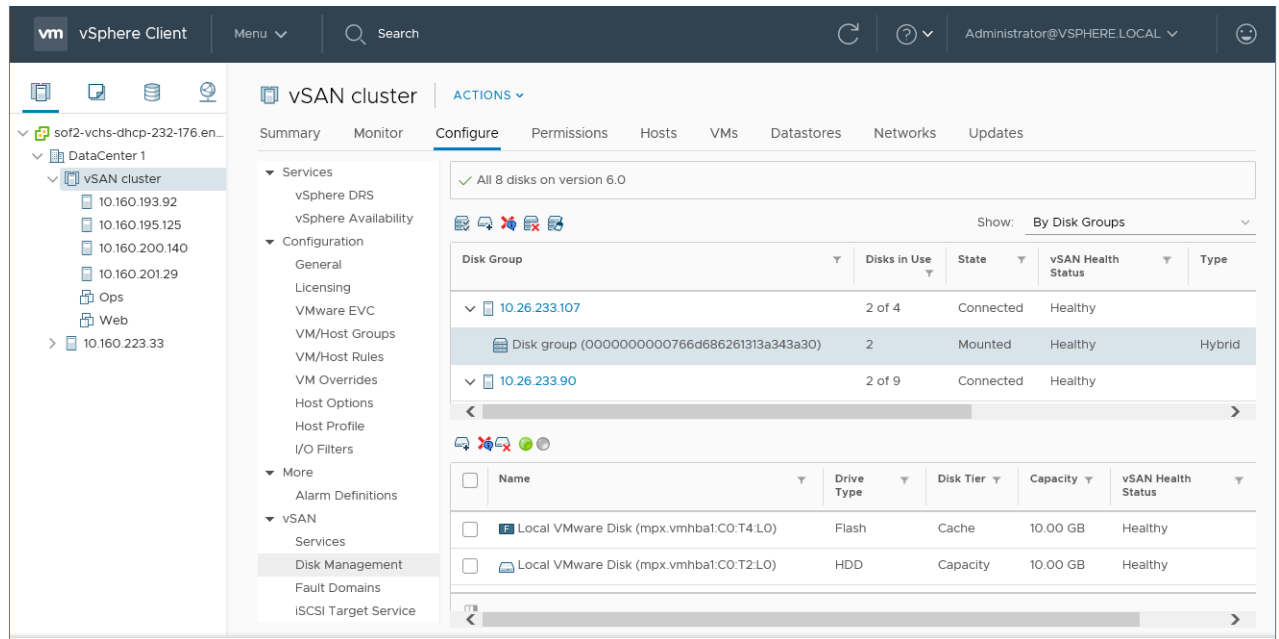 vm vSphere Client Menu Search Administrator@VSPHERE.LOCAL
sof2-vchs-dhcp-232-176.en...
DataCenter 1
vSAN cluster
10.160.193.92
10.160.195.125
10.160.200.140
10.160.201.29
Ops
Web
10.160.223.33
vSAN cluster ACTIONS
Summary Monitor Configure Permissions Hosts VMs Datastores Networks Updates
Services
vSphere DRS
vSphere Availability
Configuration
General
Licensing
VMware EVC
VM/Host Groups
VM/Host Rules
VM Overrides
Host Options
Host Profile
I/O Filters
More
Alarm Definitions
vSAN
Services
Disk Management
Fault Domains
iSCSI Target Service
All 8 disks on version 6.0
Show: By Disk Groups
Disk Group Disks in Use State vSAN Health Status Type
10.26.233.107 2 of 4 Connected Healthy
Disk group (0000000000766d686261313a343a30) 2 Mounted Healthy Hybrid
10.26.233.90 2 of 9 Connected Healthy
Name Drive Type Disk Tier Capacity vSAN Health Status
F Local VMware Disk (mpx.vmhba1:C0:T4:L0) Flash Cache 10.00 GB Healthy
Local VMware Disk (mpx.vmhba1:C0:T2:L0) HDD Capacity 10.00 GB Healthy